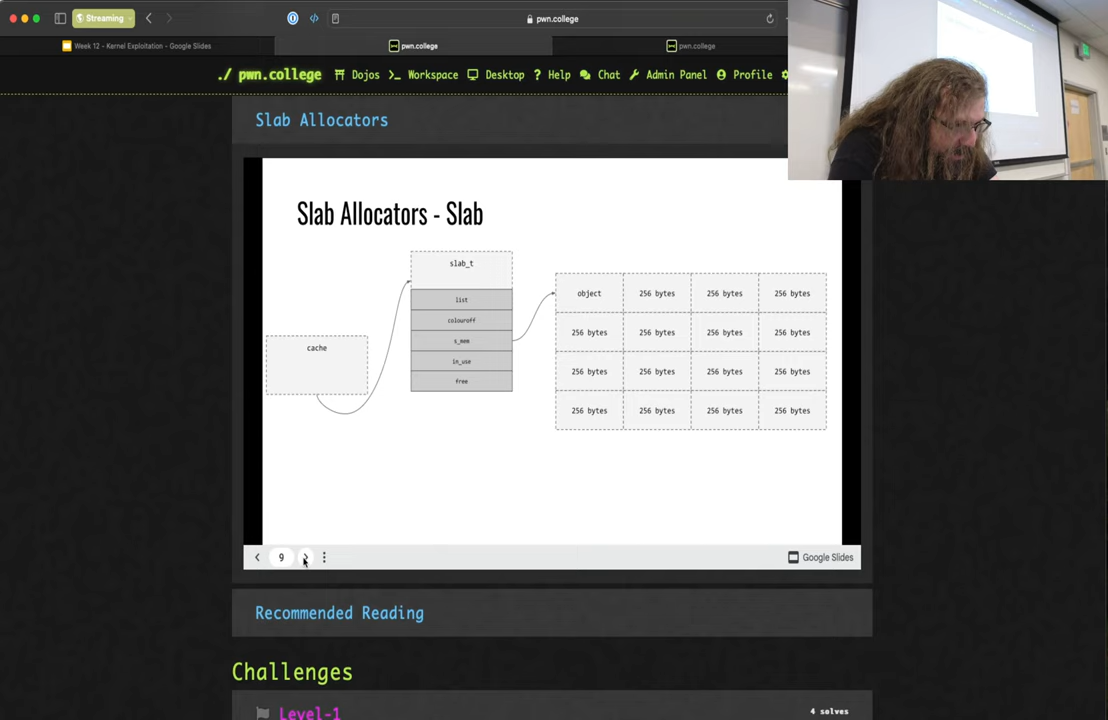 Streaming
pwn.college
Week 12 - Kernel Exploitation - Google Slides
pwn.college
pwn.college
./ pwn.college
Dojos
Workspace
Desktop
? Help
Chat
Admin Panel
Profile
Slab Allocators
Slab Allocators - Slab
cache
slab_t
list
colouroff
s_mem
in_use
free
object 256 bytes 256 bytes 256 bytes
256 bytes 256 bytes 256 bytes 256 bytes
256 bytes 256 bytes 256 bytes 256 bytes
256 bytes 256 bytes 256 bytes 256 bytes
9
Google Slides
Recommended Reading
Challenges
Level-1
4 solves